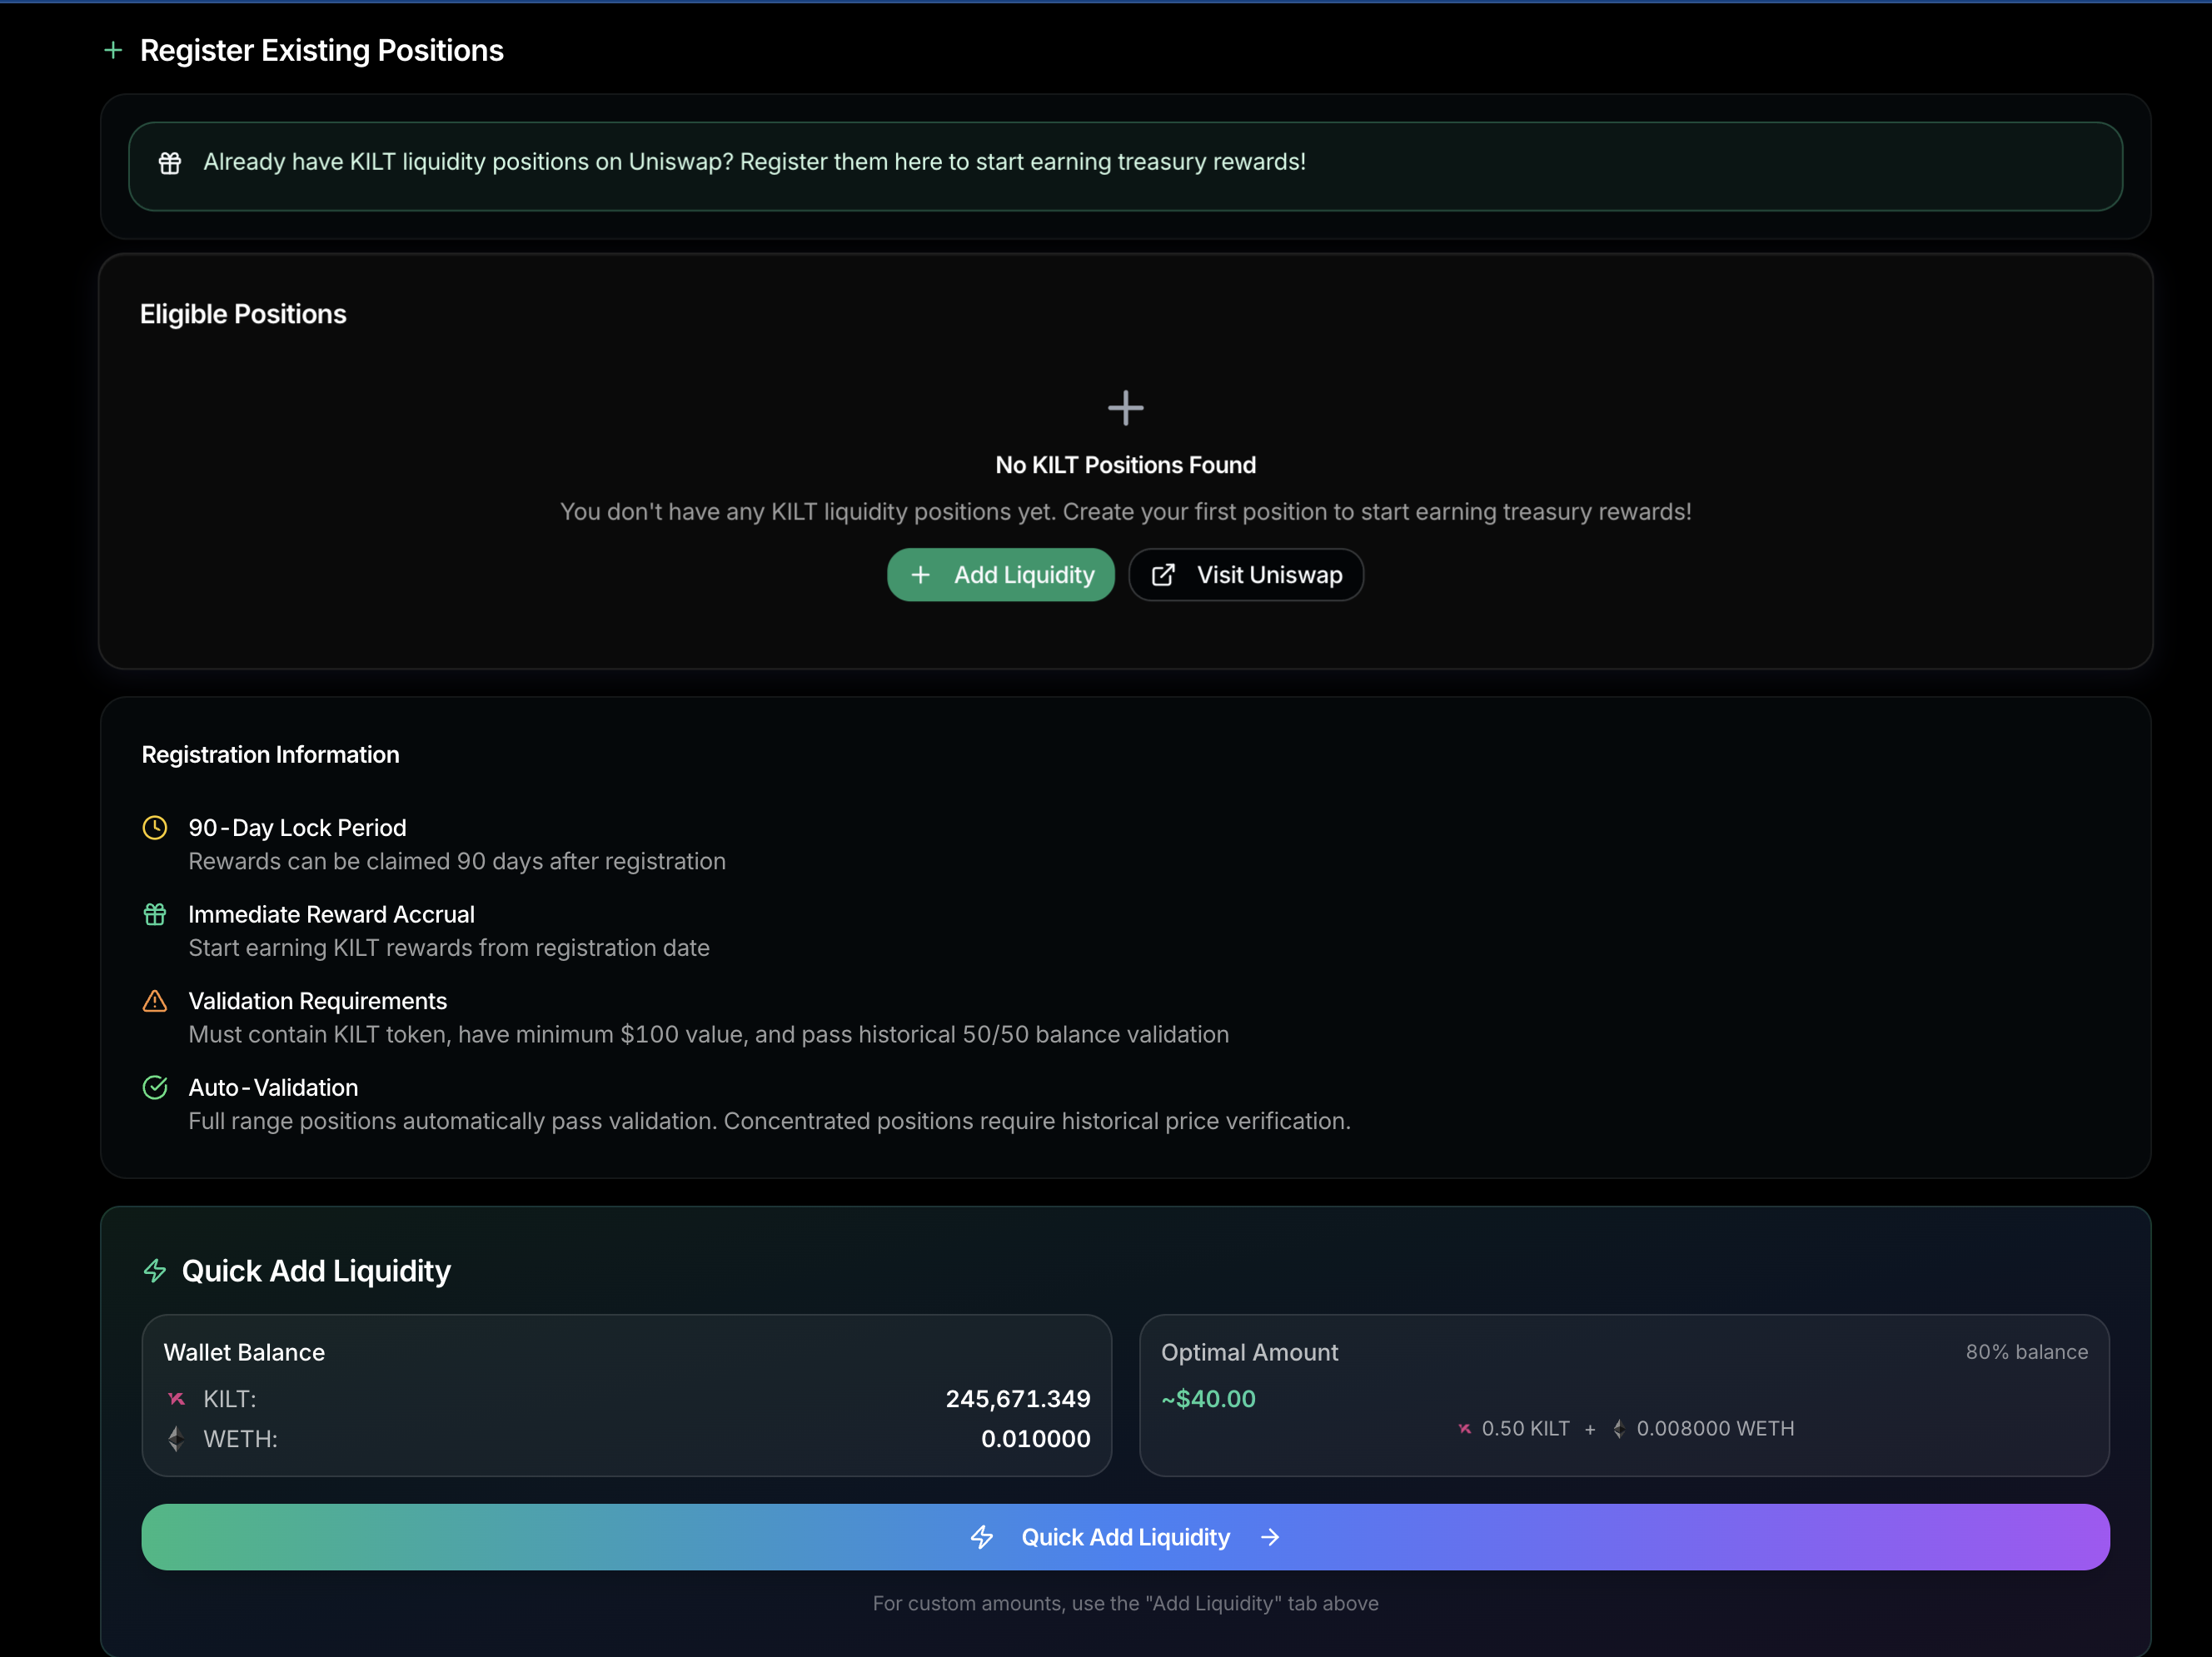 Register Existing Positions
Already have KILT liquidity positions on Uniswap? Register them here to start earning treasury rewards!
Eligible Positions
No KILT Positions Found
You don't have any KILT liquidity positions yet. Create your first position to start earning treasury rewards!
Add Liquidity
Visit Uniswap
Registration Information
90-Day Lock Period
Rewards can be claimed 90 days after registration
Immediate Reward Accrual
Start earning KILT rewards from registration date
Validation Requirements
Must contain KILT token, have minimum $100 value, and pass historical 50/50 balance validation
Auto-Validation
Full range positions automatically pass validation. Concentrated positions require historical price verification.
Quick Add Liquidity
Wallet Balance
KILT: 245,671.349
WETH: 0.010000
Optimal Amount 80% balance
~$40.00
0.50 KILT + 0.008000 WETH
Quick Add Liquidity
For custom amounts, use the "Add Liquidity" tab above